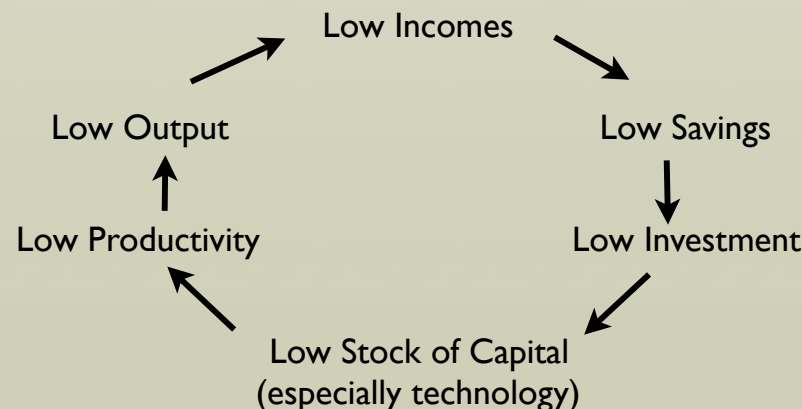 Low Incomes
Low Output
Low Savings
Low Productivity
Low Investment
Low Stock of Capital
(especially technology)